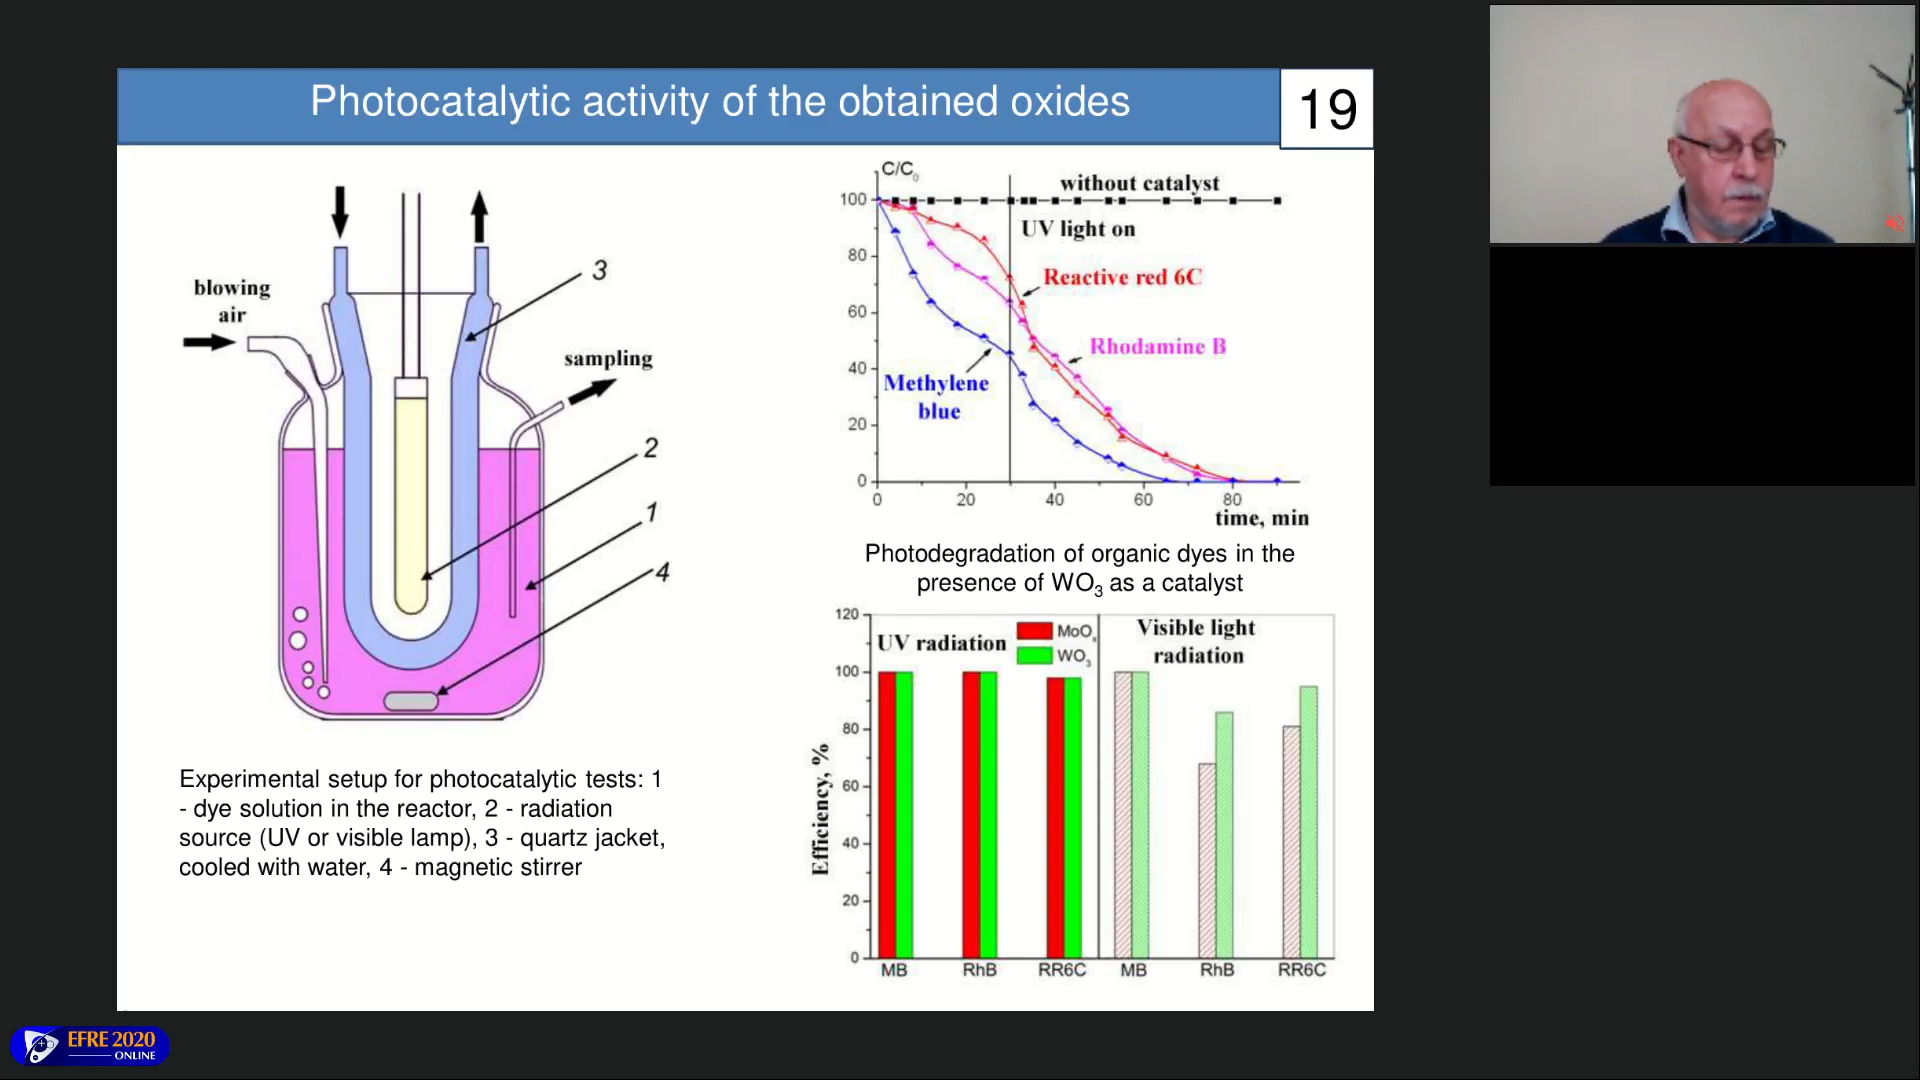 Photocatalytic activity of the obtained oxides
19
blowing
air
3
sampling
2
1
4
Experimental setup for photocatalytic tests: 1
- dye solution in the reactor, 2 - radiation
source (UV or visible lamp), 3 - quartz jacket,
cooled with water, 4 - magnetic stirrer
C/C₀
100
80
60
40
20
0
without catalyst
UV light on
Reactive red 6C
Rhodamine B
Methylene
blue
0 20 40 60 80
time, min
Photodegradation of organic dyes in the
presence of WO₃ as a catalyst
120
100
80
60
40
20
0
Efficiency, %
UV radiation
MoOₓ
WO₃
Visible light
radiation
MB RhB RR6C MB RhB RR6C
EFRE 2020
ONLINE